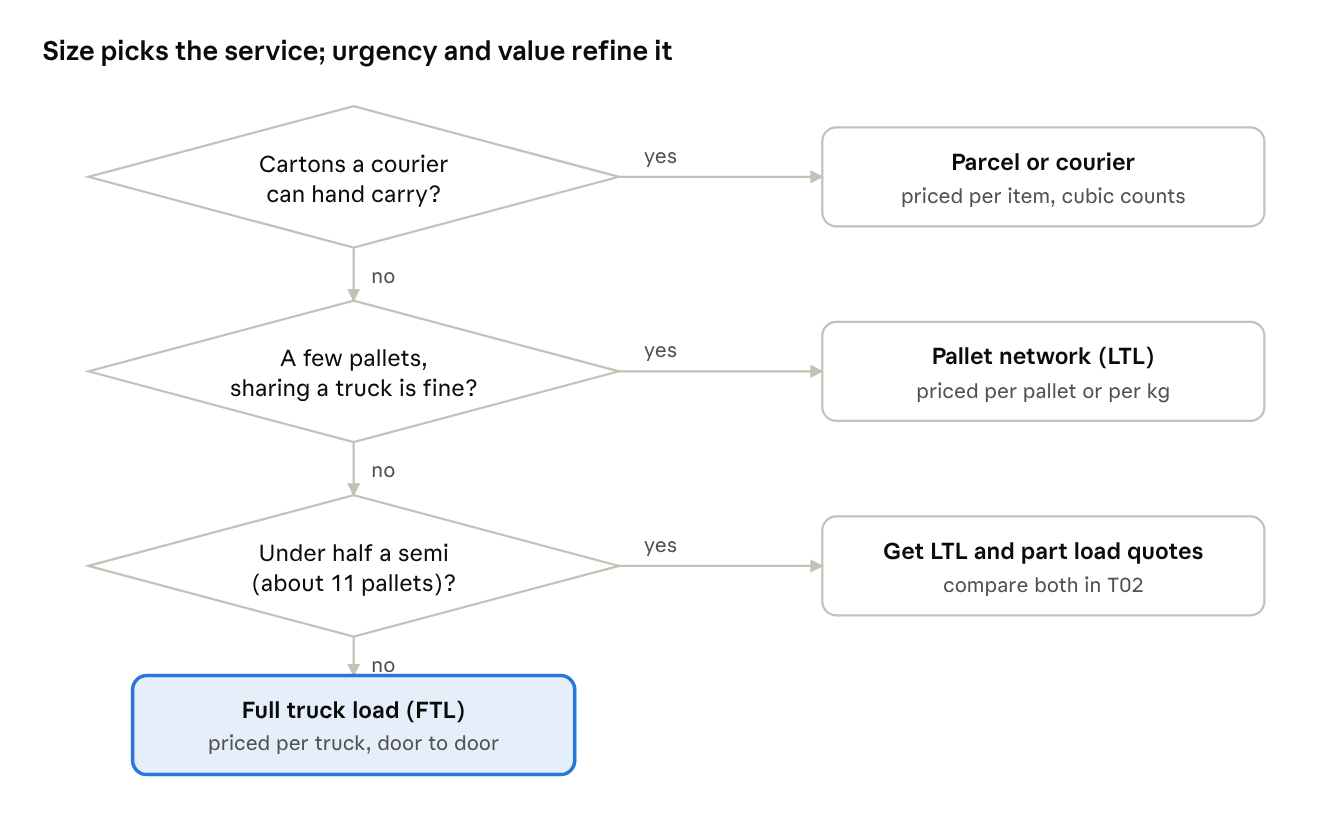 Size picks the service; urgency and value refine it
Cartons a courier
can hand carry?
yes
Parcel or courier
priced per item, cubic counts
no
A few pallets,
sharing a truck is fine?
yes
Pallet network (LTL)
priced per pallet or per kg
no
Under half a semi
(about 11 pallets)?
yes
Get LTL and part load quotes
compare both in T02
no
Full truck load (FTL)
priced per truck, door to door